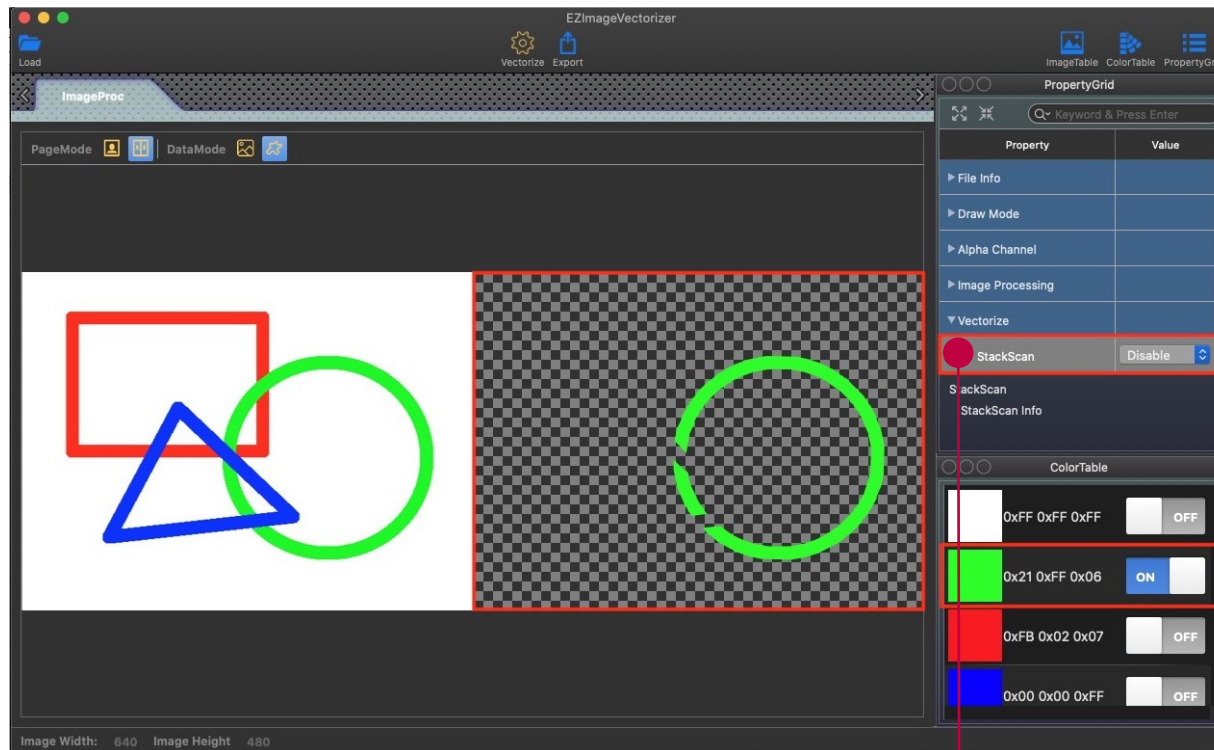 EZImageVectorizer
Load
Vectorize Export
ImageTable ColorTable
ImageProc
PageMode DataMode
PropertyGrid
Keyword & Press Enter
Property Value
File Info
Draw Mode
Alpha Channel
Image Processing
Vectorize
StackScan Disable
StackScan
StackScan Info
ColorTable
0xFF 0xFF 0xFF OFF
0x21 0xFF 0x06 ON
0xFB 0x02 0x07 OFF
0x00 0x00 0xFF OFF
Image Width: 640 Image Height 480